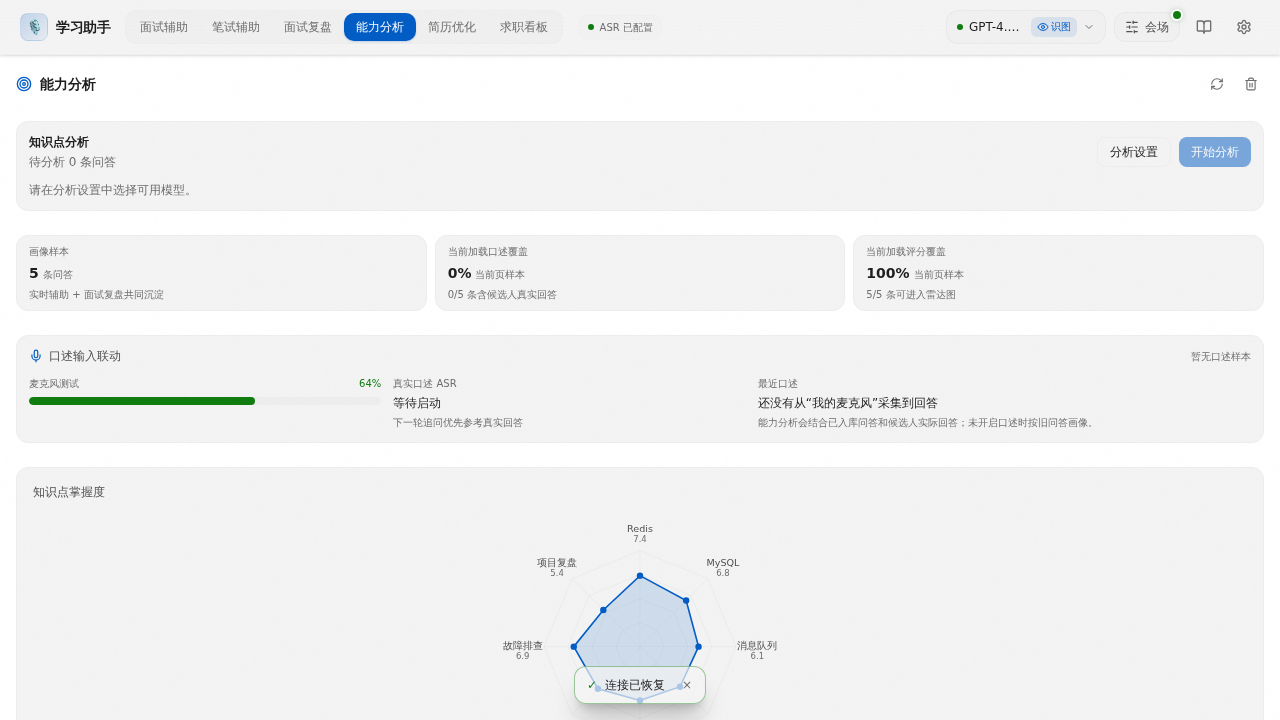 学习助手
面试辅助
笔试辅助
面试复盘
能力分析
简历优化
求职看板
ASR 已配置
GPT-4.…
识图
会场
能力分析
知识点分析
待分析 0 条问答
请在分析设置中选择可用模型。
分析设置
开始分析
画像样本
5 条问答
实时辅助 + 面试复盘共同沉淀
当前加载口述覆盖
0% 当前页样本
0/5 条含候选人真实回答
当前加载评分覆盖
100% 当前页样本
5/5 条可进入雷达图
口述输入联动
暂无口述样本
麦克风测试 64%
真实口述 ASR
等待启动
下一轮追问优先参考真实回答
最近口述
还没有从“我的麦克风”采集到回答
能力分析会结合已入库问答和候选人实际回答；未开启口述时按旧问答画像。
知识点掌握度
Redis
7.4
项目复盘
5.4
MySQL
6.8
故障排查
6.9
消息队列
6.1
✓ 连接已恢复 ×